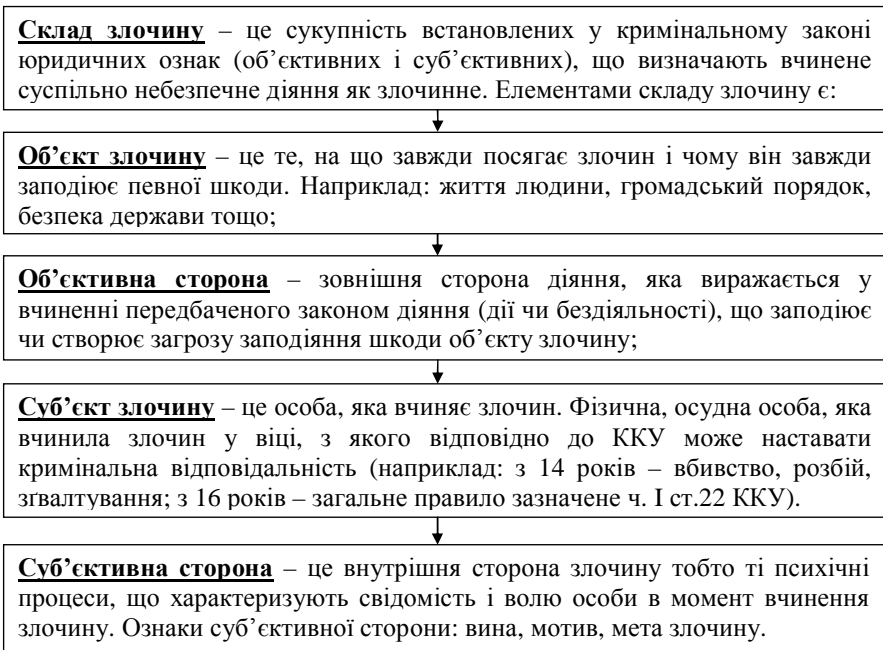 Склад злочину – це сукупність встановлених у кримінальному законі
юридичних ознак (об’єктивних і суб’єктивних), що визначають вчинене
суспільно небезпечне діяння як злочинне. Елементами складу злочину є:
Об’єкт злочину – це те, на що завжди посягає злочин і чому він завжди
заподіює певної шкоди. Наприклад: життя людини, громадський порядок,
безпека держави тощо;
Об’єктивна сторона – зовнішня сторона діяння, яка виражається у
вчиненні передбаченого законом діяння (дії чи бездіяльності), що заподіює
чи створює загрозу заподіяння шкоди об’єкту злочину;
Суб’єкт злочину – це особа, яка вчиняє злочин. Фізична, осудна особа, яка
вчинила злочин у віці, з якого відповідно до ККУ може наставати
кримінальна відповідальність (наприклад: з 14 років – вбивство, розбій,
зґвалтування; з 16 років – загальне правило зазначене ч. І ст.22 ККУ).
Суб’єктивна сторона – це внутрішня сторона злочину тобто ті психічні
процеси, що характеризують свідомість і волю особи в момент вчинення
злочину. Ознаки суб’єктивної сторони: вина, мотив, мета злочину.